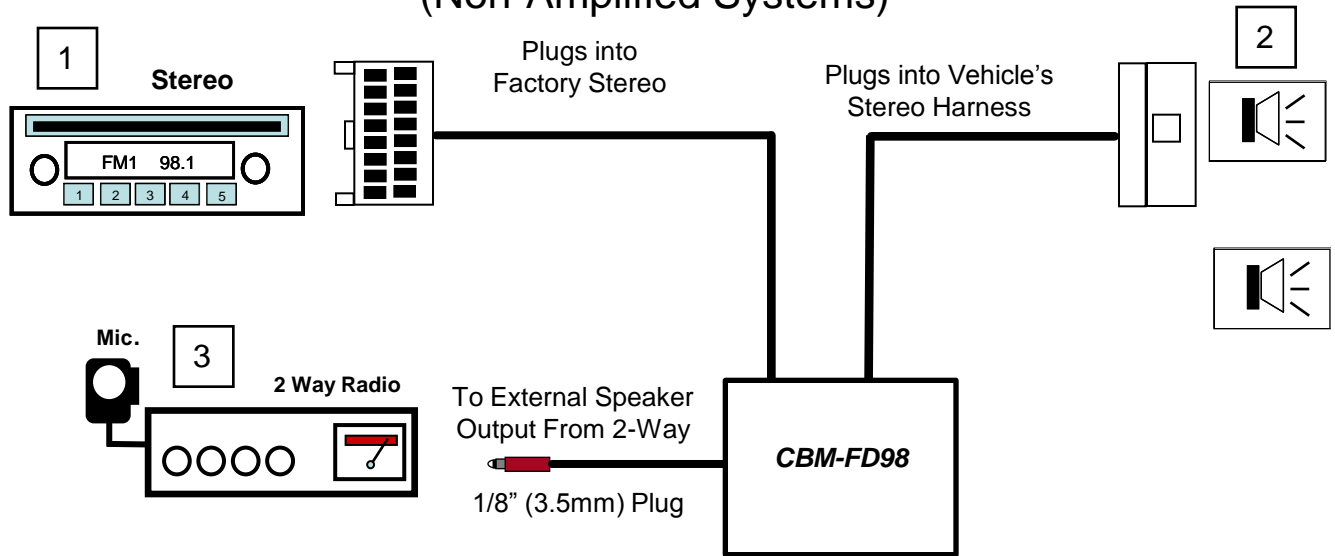 (Non-Amplified Systems)
1
Stereo
FM1 98.1
1 2 3 4 5
Plugs into
Factory Stereo
Plugs into Vehicle's
Stereo Harness
2
Mic.
3
2 Way Radio
To External Speaker
Output From 2-Way
1/8” (3.5mm) Plug
CBM-FD98